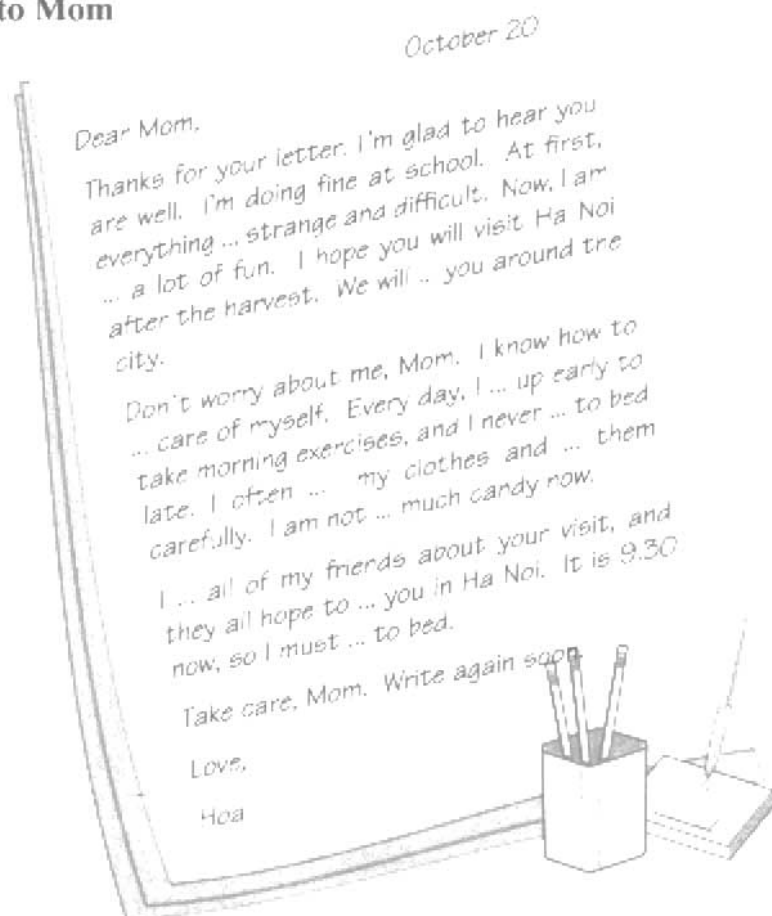 to Mom
October 20
Dear Mom,
Thanks for your letter. I'm glad to hear you
are well. I'm doing fine at school. At first,
everything ... strange and difficult. Now, I am
... a lot of fun. I hope you will visit Ha Noi
after the harvest. We will ... you around the
city.
Don't worry about me, Mom. I know how to
... care of myself. Every day, I ... up early to
take morning exercises, and I never ... to bed
late. I often ... my clothes and ... them
carefully. I am not ... much candy now.
I ... all of my friends about your visit, and
they all hope to ... you in Ha Noi. It is 9.30
now, so I must ... to bed.
Take care, Mom. Write again soon.
Love,
Hoa